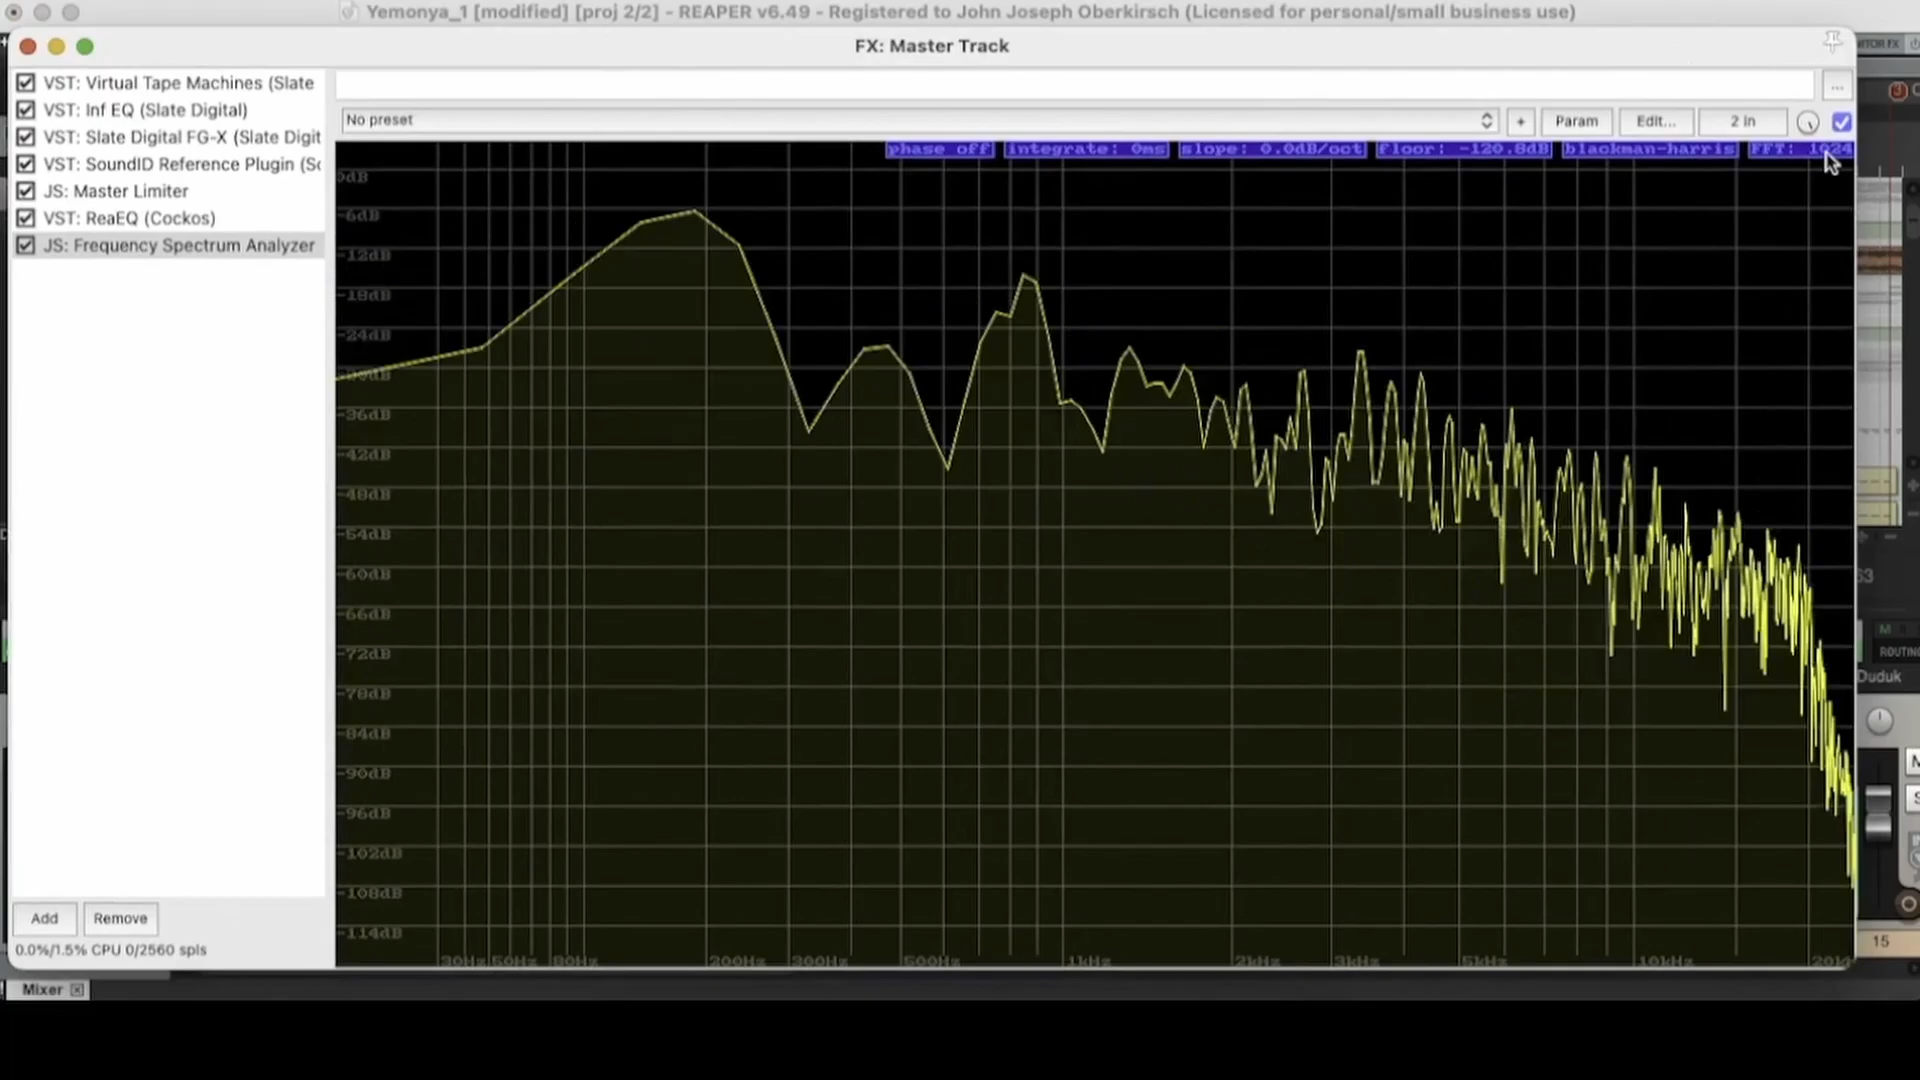 Yemonya_1 [modified] [proj 2/2] - REAPER v6.49 - Registered to John Joseph Oberkirsch (Licensed for personal/small business use)
FX: Master Track
VST: Virtual Tape Machines (Slate
VST: Inf EQ (Slate Digital)
VST: Slate Digital FG-X (Slate Digit
VST: SoundID Reference Plugin (So
JS: Master Limiter
VST: ReaEQ (Cockos)
JS: Frequency Spectrum Analyzer
...
No preset
+
Param
Edit...
2 in
phase off
integrate: 0ms
slope: 0.0dB/oct
floor: -120.8dB
blackman-harris
FFT: 1024
0dB
-6dB
-12dB
-18dB
-24dB
-30dB
-36dB
-42dB
-48dB
-54dB
-60dB
-66dB
-72dB
-78dB
-84dB
-90dB
-96dB
-102dB
-108dB
-114dB
30Hz 50Hz 80Hz 200Hz 300Hz 500Hz 1kHz 2kHz 3kHz 5kHz 10kHz 20k
Add
Remove
0.0%/1.5% CPU 0/2560 spls
Mixer
M
ROUTING
Duduk
15